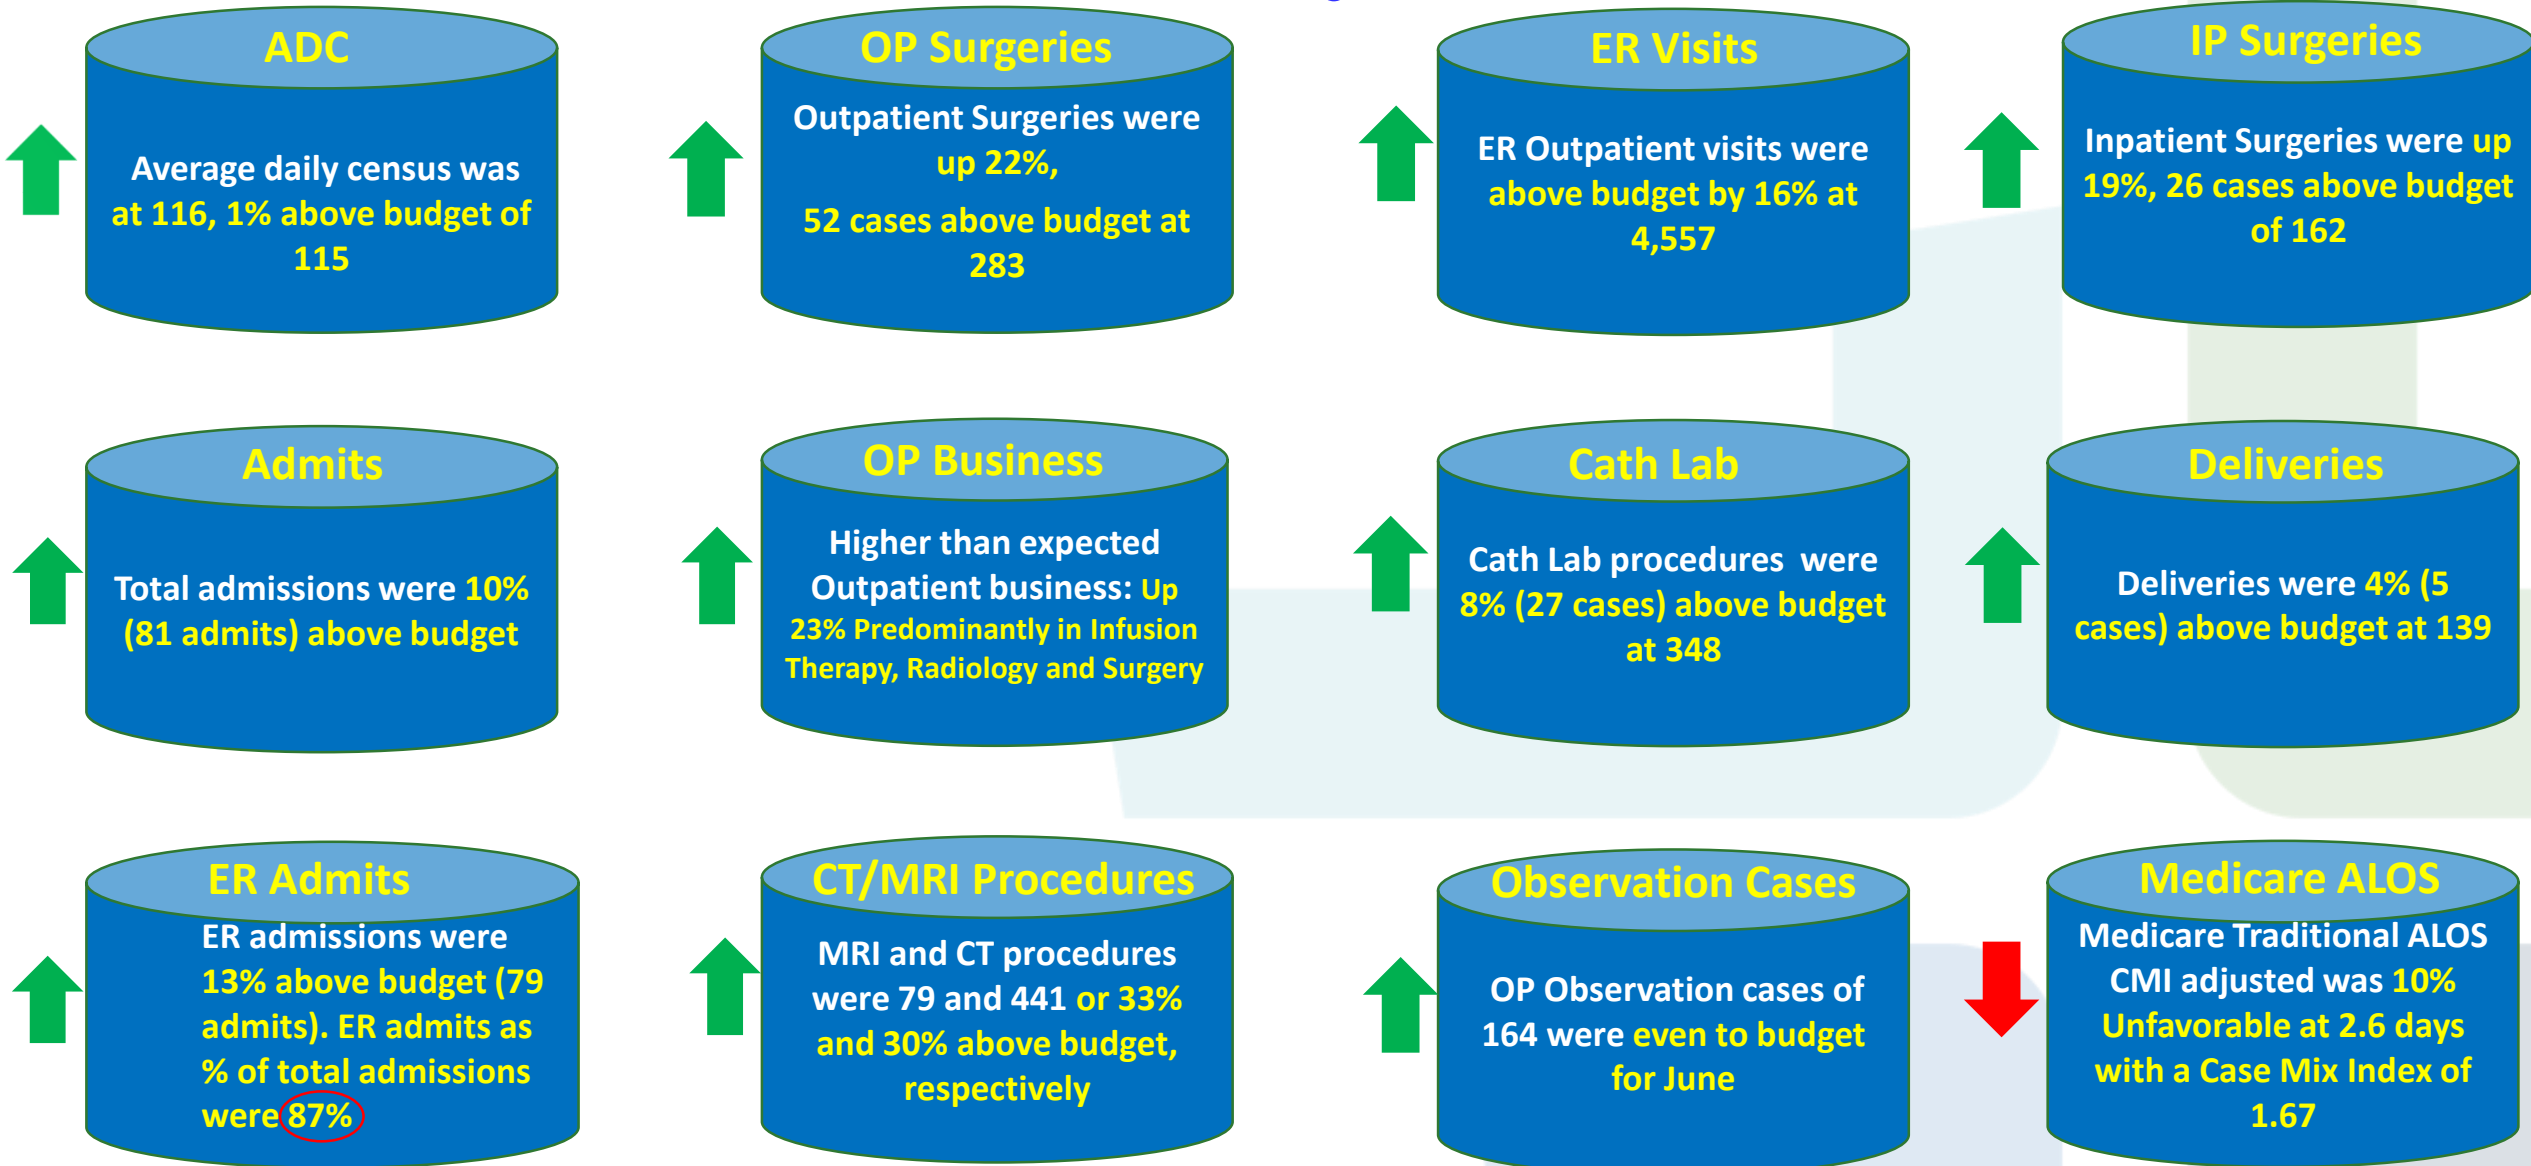 ADC
Average daily census was
at 116, 1% above budget of
115
OP Surgeries
Outpatient Surgeries were
up 22%,
52 cases above budget at
283
ER Visits
ER Outpatient visits were
above budget by 16% at
4,557
IP Surgeries
Inpatient Surgeries were up
19%, 26 cases above budget
of 162
Admits
Total admissions were 10%
(81 admits) above budget
OP Business
Higher than expected
Outpatient business: Up
23% Predominantly in Infusion
Therapy, Radiology and Surgery
Cath Lab
Cath Lab procedures were
8% (27 cases) above budget
at 348
Deliveries
Deliveries were 4% (5
cases) above budget at 139
ER Admits
ER admissions were
13% above budget (79
admits). ER admits as
% of total admissions
were 87%
CT/MRI Procedures
MRI and CT procedures
were 79 and 441 or 33%
and 30% above budget,
respectively
Observation Cases
OP Observation cases of
164 were even to budget
for June
Medicare ALOS
Medicare Traditional ALOS
CMI adjusted was 10%
Unfavorable at 2.6 days
with a Case Mix Index of
1.67